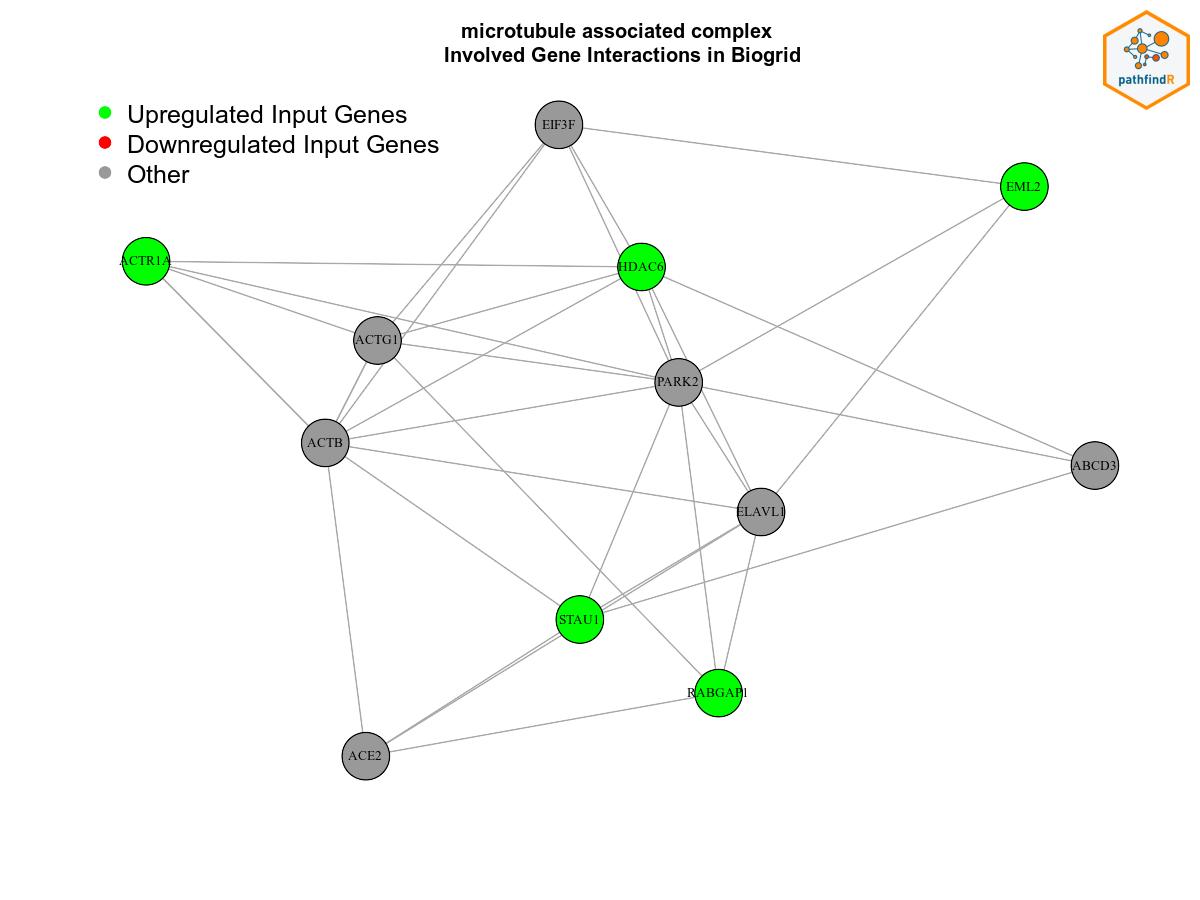 microtubule associated complex
Involved Gene Interactions in Biogrid
pathfindR
Upregulated Input Genes
Downregulated Input Genes
Other
EIF3F
EML2
ACTR1A
HDAC6
ACTG1
PARK2
ACTB
ABCD3
ELAVL1
STAU1
RABGAP1
ACE2